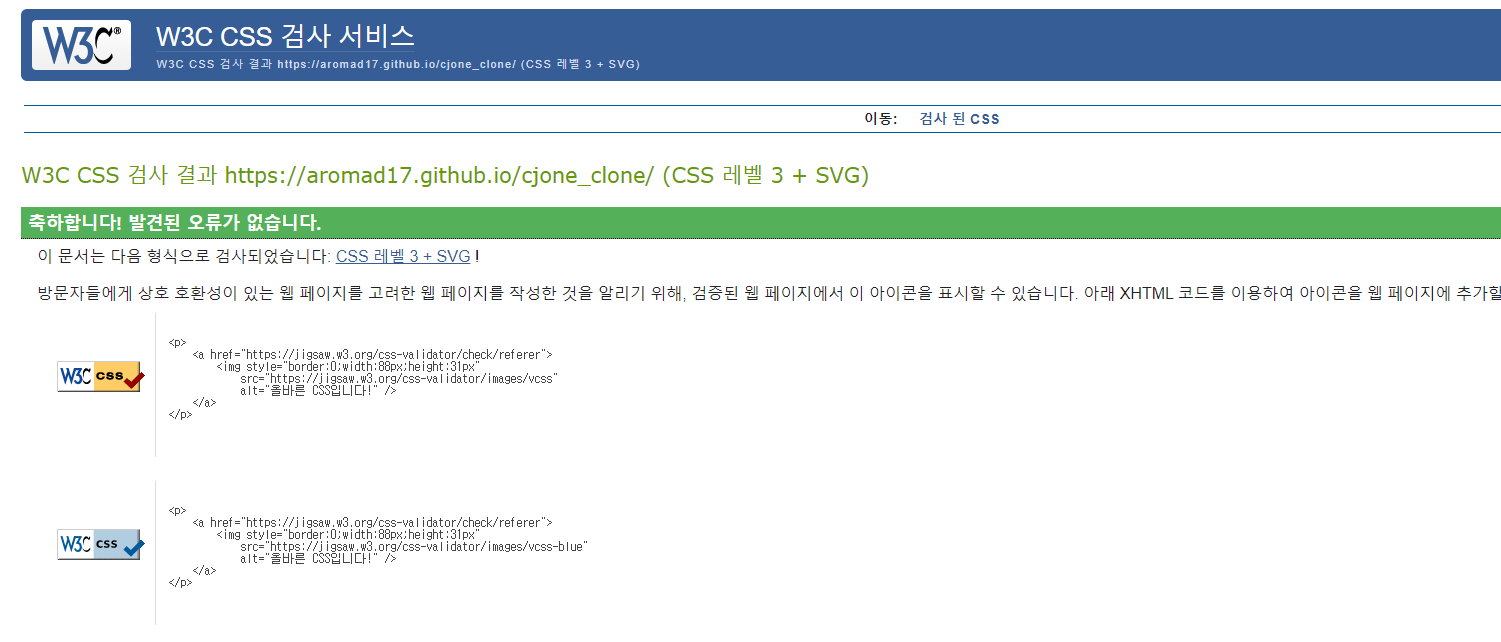 W3C®
W3C CSS 검사 서비스
W3C CSS 검사 결과 https://aromad17.github.io/cjone_clone/ (CSS 레벨 3 + SVG)
이동: 검사 된 CSS
W3C CSS 검사 결과 https://aromad17.github.io/cjone_clone/ (CSS 레벨 3 + SVG)
축하합니다! 발견된 오류가 없습니다.
이 문서는 다음 형식으로 검사되었습니다: CSS 레벨 3 + SVG !
방문자들에게 상호 호환성이 있는 웹 페이지를 고려한 웹 페이지를 작성한 것을 알리기 위해, 검증된 웹 페이지에서 이 아이콘을 표시할 수 있습니다. 아래 XHTML 코드를 이용하여 아이콘을 웹 페이지에 추가할
W3C css
<p>
<a href="https://jigsaw.w3.org/css-validator/check/referer">
<img style="border:0;width:88px;height:31px"
src="https://jigsaw.w3.org/css-validator/images/vcss"
alt="올바른 CSS입니다!" />
</a>
</p>
W3C css
<p>
<a href="https://jigsaw.w3.org/css-validator/check/referer">
<img style="border:0;width:88px;height:31px"
src="https://jigsaw.w3.org/css-validator/images/vcss-blue"
alt="올바른 CSS입니다!" />
</a>
</p>